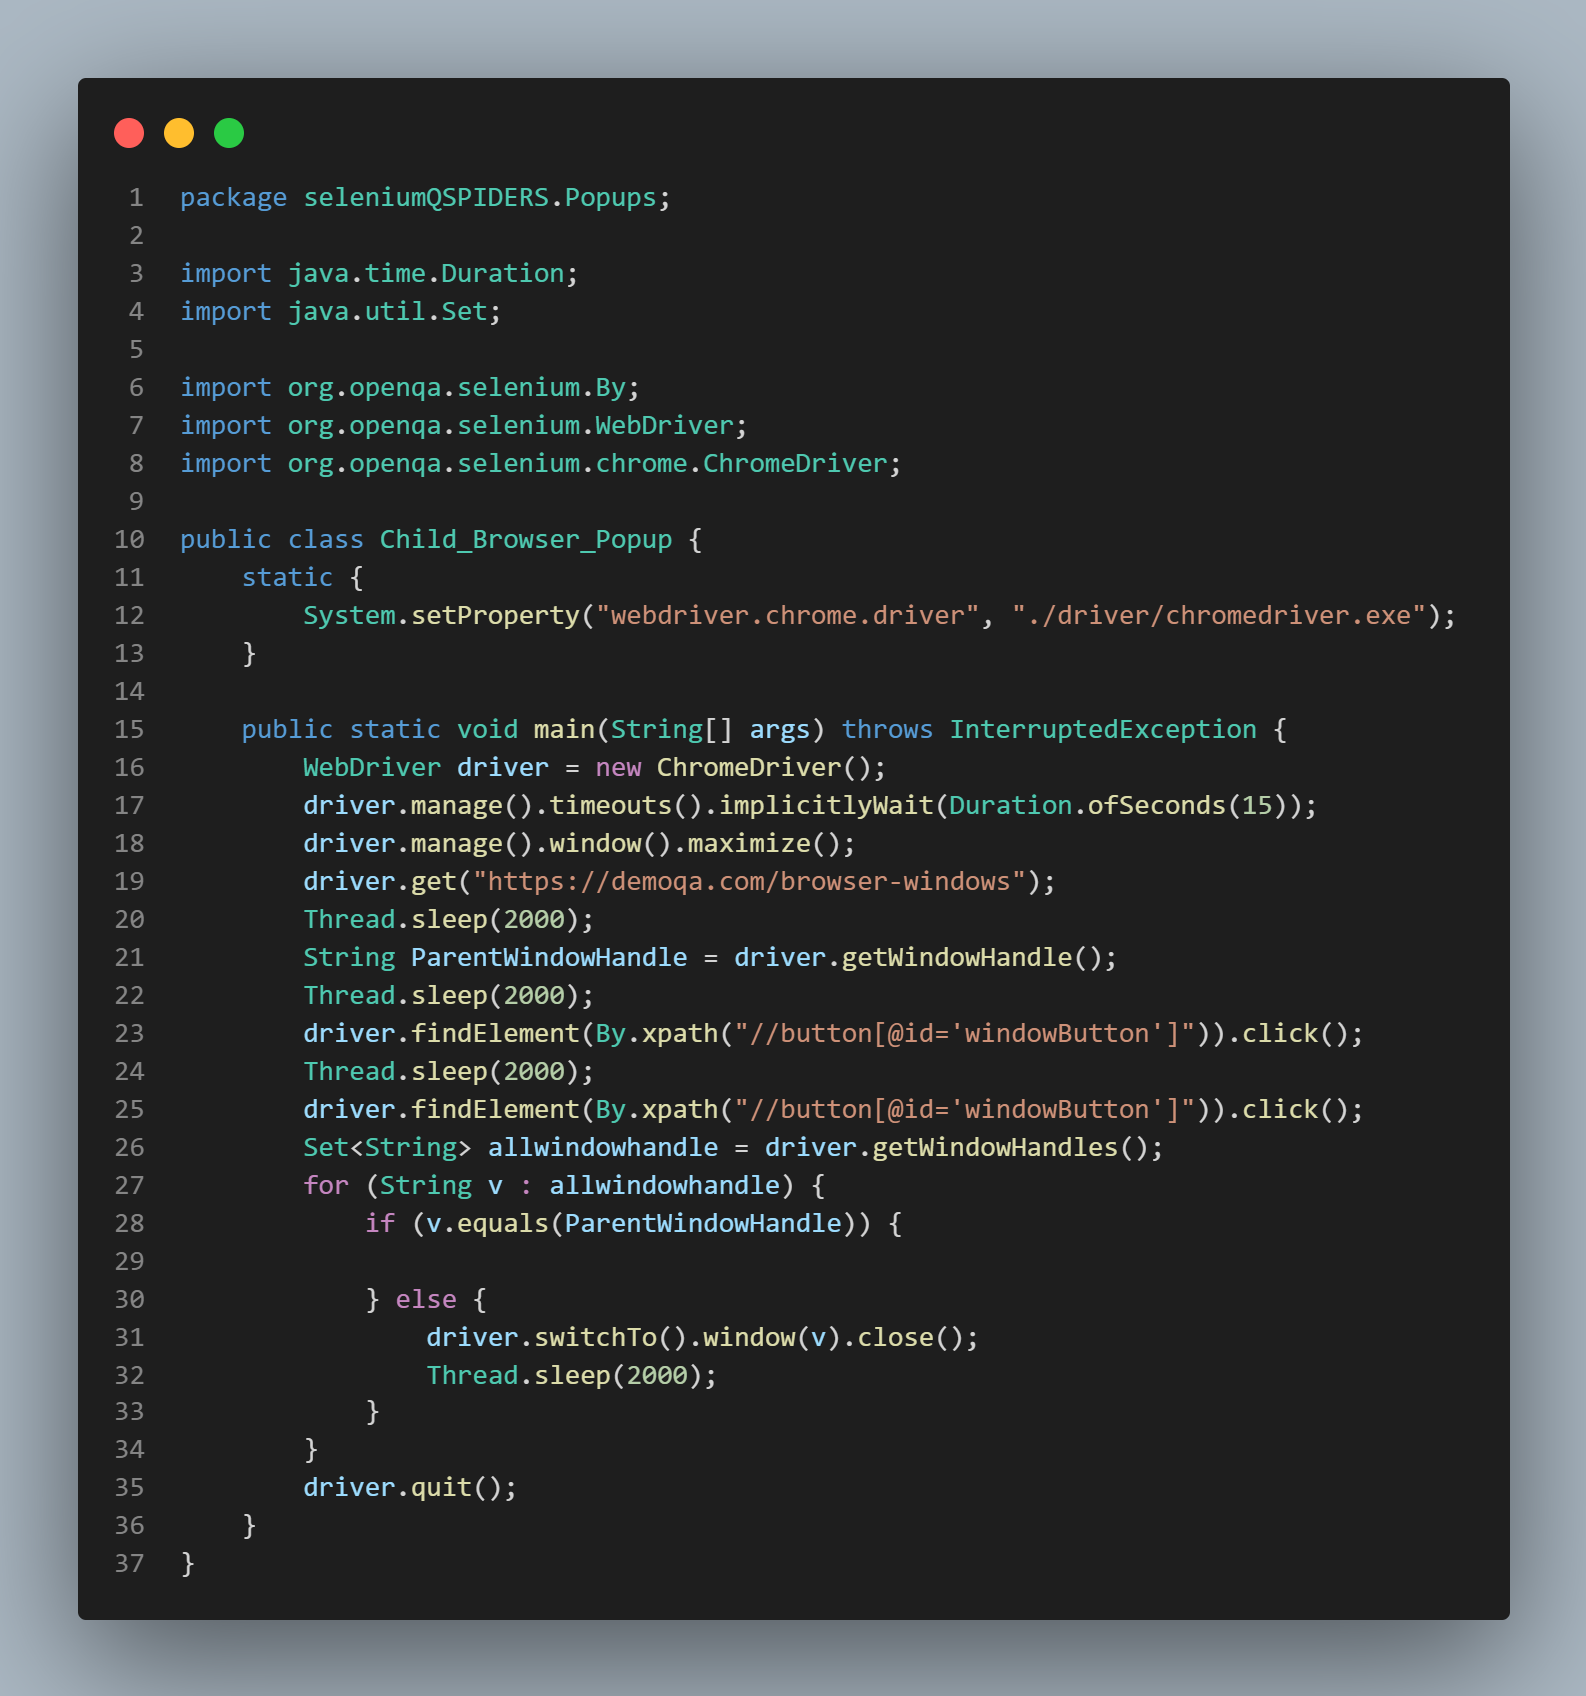 1 package seleniumQSPIDERS.Popups;
2
3 import java.time.Duration;
4 import java.util.Set;
5
6 import org.openqa.selenium.By;
7 import org.openqa.selenium.WebDriver;
8 import org.openqa.selenium.chrome.ChromeDriver;
9
10 public class Child_Browser_Popup {
11     static {
12         System.setProperty("webdriver.chrome.driver", "./driver/chromedriver.exe");
13     }
14
15     public static void main(String[] args) throws InterruptedException {
16         WebDriver driver = new ChromeDriver();
17         driver.manage().timeouts().implicitlyWait(Duration.ofSeconds(15));
18         driver.manage().window().maximize();
19         driver.get("https://demoqa.com/browser-windows");
20         Thread.sleep(2000);
21         String ParentWindowHandle = driver.getWindowHandle();
22         Thread.sleep(2000);
23         driver.findElement(By.xpath("//button[@id='windowButton']")).click();
24         Thread.sleep(2000);
25         driver.findElement(By.xpath("//button[@id='windowButton']")).click();
26         Set<String> allwindowhandle = driver.getWindowHandles();
27         for (String v : allwindowhandle) {
28             if (v.equals(ParentWindowHandle)) {
29
30             } else {
31                 driver.switchTo().window(v).close();
32                 Thread.sleep(2000);
33             }
34         }
35         driver.quit();
36     }
37 }